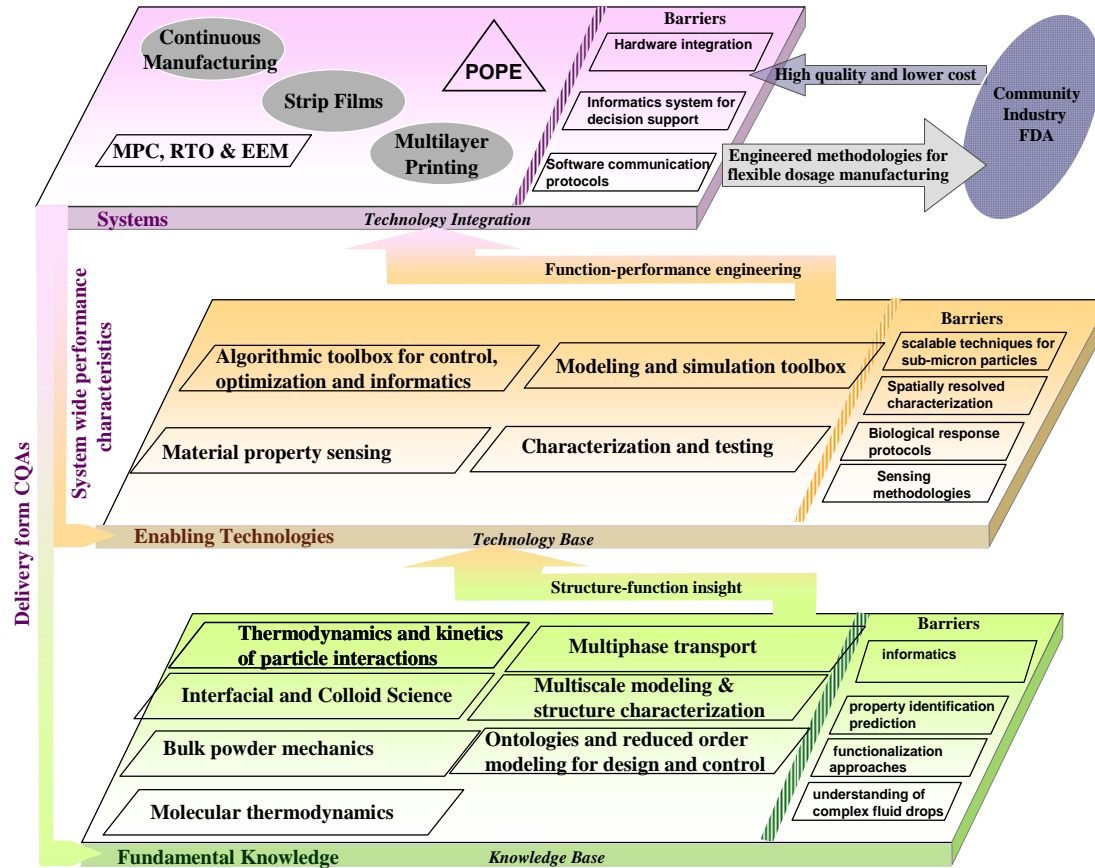 Barriers
Continuous
Manufacturing
Hardware integration
POPE
High quality and lower cost
Strip Films
Community
Industry
FDA
Informatics system for
decision support
MPC, RTO & EEM
Multilayer
Printing
Software communication
protocols
Engineered methodologies for
flexible dosage manufacturing
Systems
Technology Integration
Function-performance engineering
Delivery form CQAs
System wide performance
characteristics
Barriers
Algorithmic toolbox for control,
optimization and informatics
Modeling and simulation toolbox
scalable techniques for
sub-micron particles
Spatially resolved
characterization
Material property sensing
Characterization and testing
Biological response
protocols
Sensing
methodologies
Enabling Technologies
Technology Base
Structure-function insight
Barriers
Thermodynamics and kinetics
of particle interactions
Multiphase transport
informatics
Interfacial and Colloid Science
Multiscale modeling &
structure characterization
property identification
prediction
Bulk powder mechanics
Ontologies and reduced order
modeling for design and control
functionalization
approaches
Molecular thermodynamics
understanding of
complex fluid drops
Fundamental Knowledge
Knowledge Base